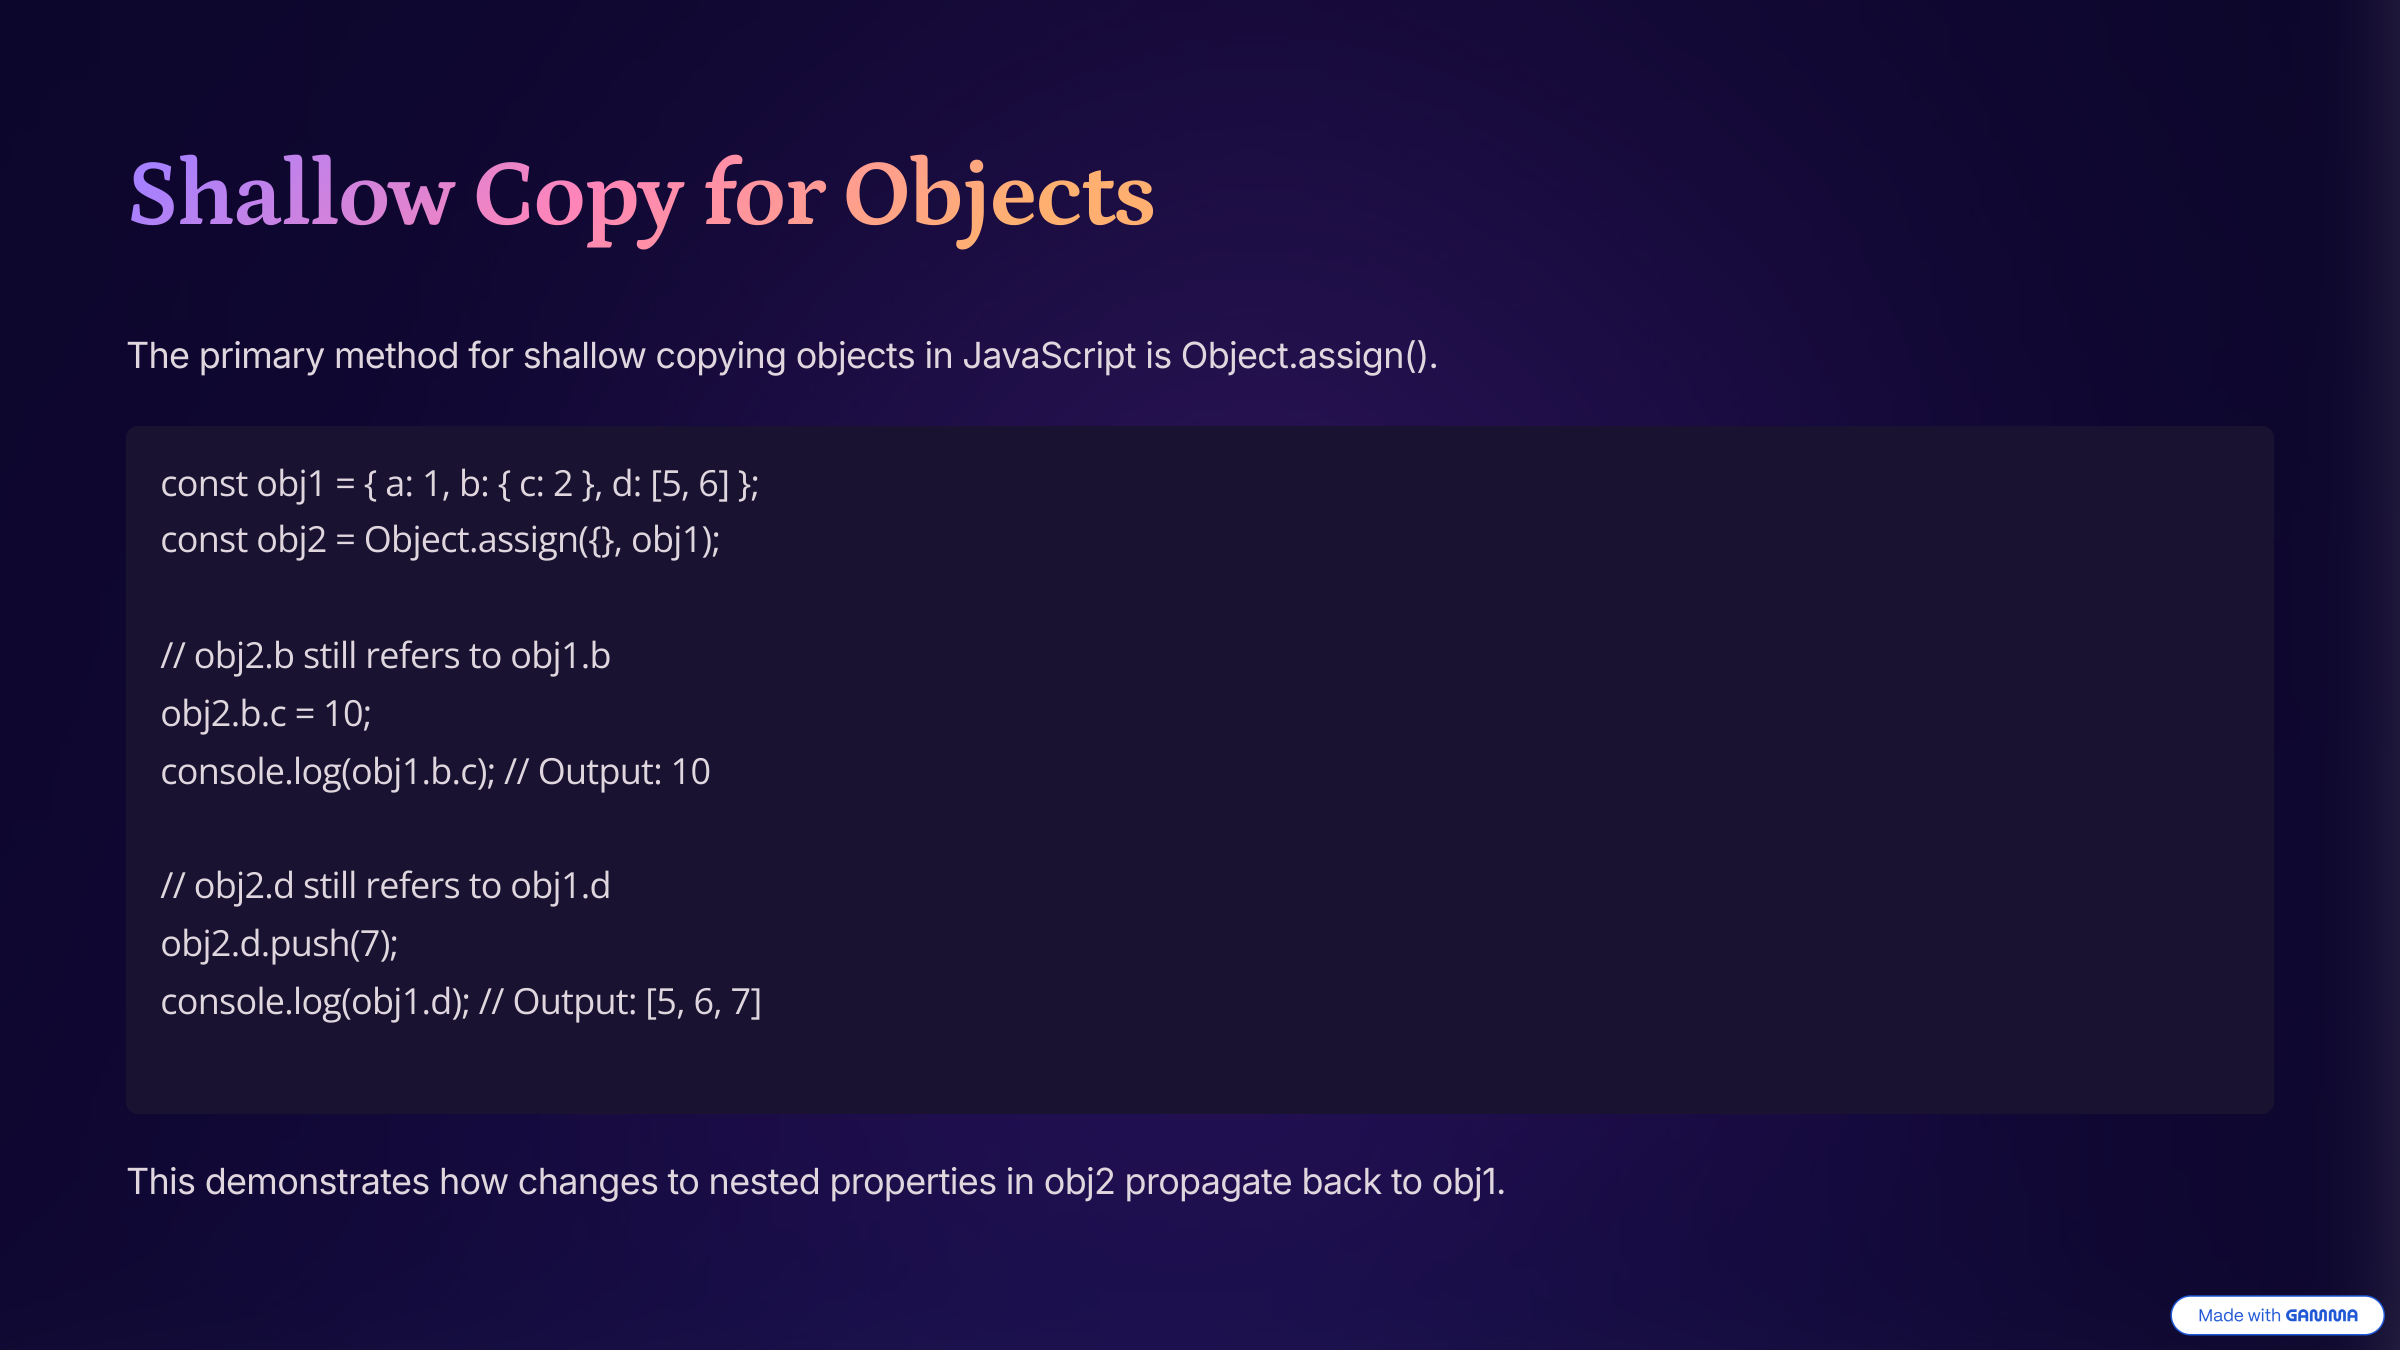 Shallow Copy for Objects
The primary method for shallow copying objects in JavaScript is Object.assign().
const obj1 = { a: 1, b: { c: 2 }, d: [5, 6] };
const obj2 = Object.assign({}, obj1);
// obj2.b still refers to obj1.b
obj2.b.c = 10;
console.log(obj1.b.c); // Output: 10
// obj2.d still refers to obj1.d
obj2.d.push(7);
console.log(obj1.d); // Output: [5, 6, 7]
This demonstrates how changes to nested properties in obj2 propagate back to obj1.
Made with GAMMA